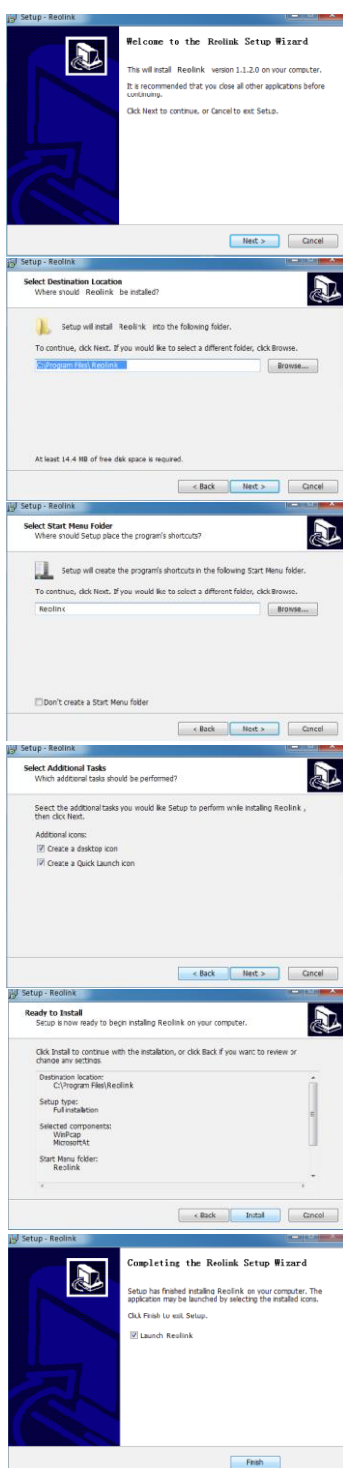 Setup - Reolink
Welcome to the Reolink Setup Wizard
This will install Reolink version 1.1.2.0 on your computer.
It is recommended that you close all other applications before
continuing.
Click Next to continue, or Cancel to exit Setup.
Next >
Cancel
Setup - Reolink
Select Destination Location
Where should Reolink be installed?
Setup will install Reolink into the following folder.
To continue, click Next. If you would like to select a different folder, click Browse.
C:\Program Files\Reolink
Browse...
At least 14.4 MB of free disk space is required.
< Back
Next >
Cancel
Setup - Reolink
Select Start Menu Folder
Where should Setup place the program's shortcuts?
Setup will create the program's shortcuts in the following Start Menu folder.
To continue, click Next. If you would like to select a different folder, click Browse.
Reolink
Browse...
Don't create a Start Menu folder
< Back
Next >
Cancel
Setup - Reolink
Select Additional Tasks
Which additional tasks should be performed?
Select the additional tasks you would like Setup to perform while installing Reolink ,
then click Next.
Additional icons:
Create a desktop icon
Create a Quick Launch icon
< Back
Next >
Cancel
Setup - Reolink
Ready to Install
Setup is now ready to begin installing Reolink on your computer.
Click Install to continue with the installation, or click Back if you want to review or
change any settings.
Destination location:
C:\Program Files\Reolink
Setup type:
Full installation
Selected components:
WinPcap
MicrosoftAt
Start Menu folder:
Reolink
< Back
Install
Cancel
Setup - Reolink
Completing the Reolink Setup Wizard
Setup has finished installing Reolink on your computer. The
application may be launched by selecting the installed icons.
Click Finish to exit Setup.
Launch Reolink
Finish